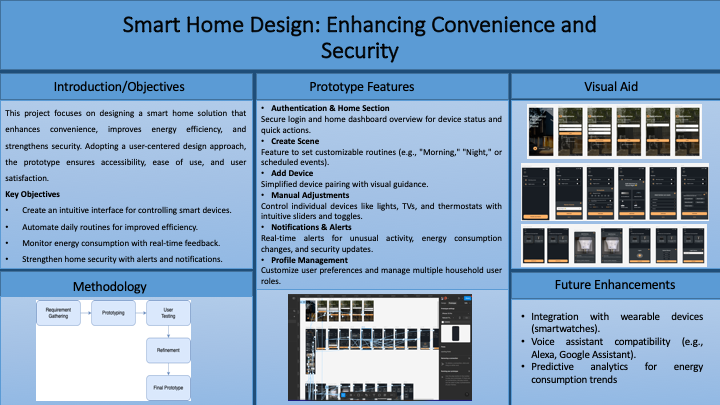 Smart Home Design: Enhancing Convenience and
Security
Introduction/Objectives
This project focuses on designing a smart home solution that
enhances convenience, improves energy efficiency, and
strengthens security. Adopting a user-centered design approach,
the prototype ensures accessibility, ease of use, and user
satisfaction.
Key Objectives
• Create an intuitive interface for controlling smart devices.
• Automate daily routines for improved efficiency.
• Monitor energy consumption with real-time feedback.
• Strengthen home security with alerts and notifications.
Methodology
Requirement
Gathering
Prototyping
User
Testing
Refinement
Final Prototype
Prototype Features
• Authentication & Home Section
Secure login and home dashboard overview for device status and
quick actions.
• Create Scene
Feature to set customizable routines (e.g., "Morning," "Night," or
scheduled events).
• Add Device
Simplified device pairing with visual guidance.
• Manual Adjustments
Control individual devices like lights, TVs, and thermostats with
intuitive sliders and toggles.
• Notifications & Alerts
Real-time alerts for unusual activity, energy consumption
changes, and security updates.
• Profile Management
Customize user preferences and manage multiple household user
roles.
Visual Aid
Future Enhancements
• Integration with wearable devices
(smartwatches).
• Voice assistant compatibility (e.g.,
Alexa, Google Assistant).
• Predictive analytics for energy
consumption trends